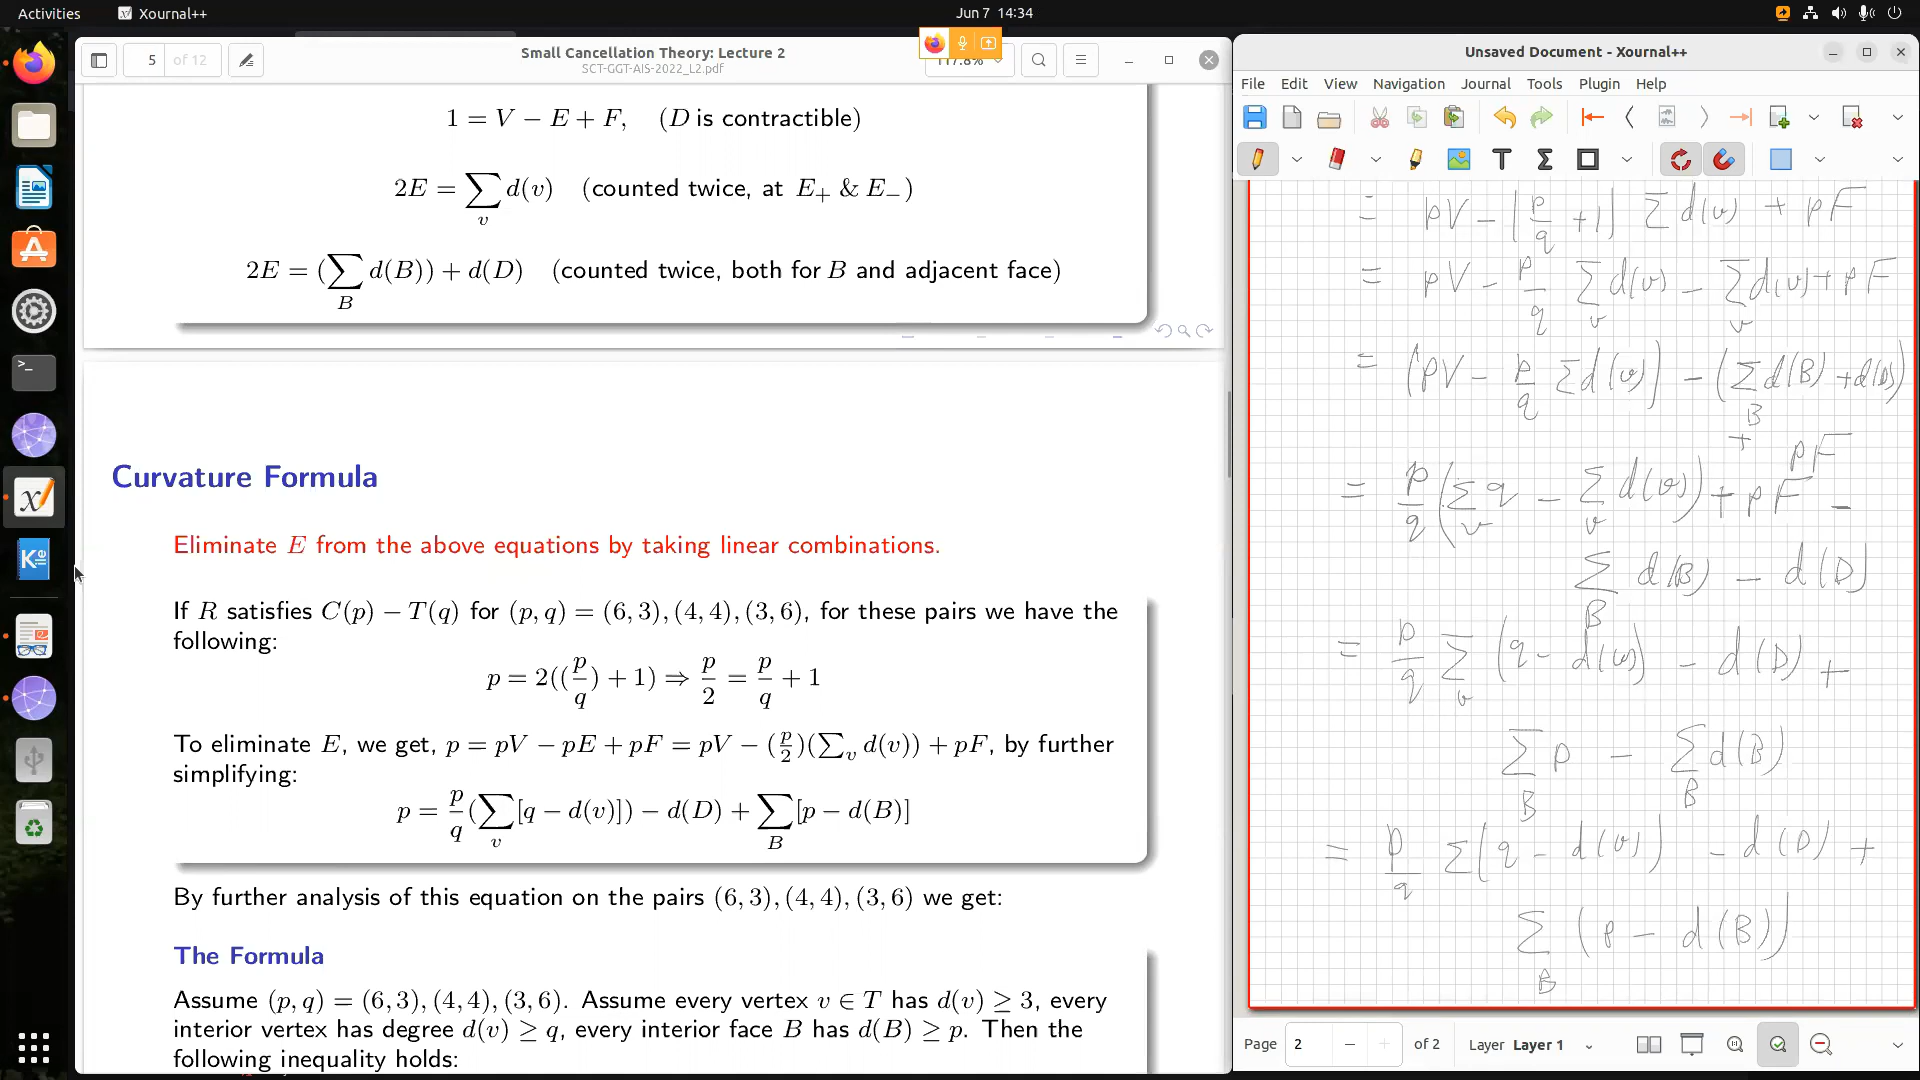 Activities Xournal++ Jun 7 14:34
5 of 12 Small Cancellation Theory: Lecture 2
SCT-GGT-AIS-2022_L2.pdf
117.8%
1 = V − E + F, (D is contractible)
2E = ∑_v d(v) (counted twice, at E₊ & E₋)
2E = (∑_B d(B)) + d(D) (counted twice, both for B and adjacent face)
Curvature Formula
Eliminate E from the above equations by taking linear combinations.
If R satisfies C(p) − T(q) for (p, q) = (6, 3), (4, 4), (3, 6), for these pairs we have the
following:
p = 2((p/q) + 1) ⇒ p/2 = p/q + 1
To eliminate E, we get, p = pV − pE + pF = pV − (p/2)(∑_v d(v)) + pF, by further
simplifying:
p = p/q (∑_v [q − d(v)]) − d(D) + ∑_B [p − d(B)]
By further analysis of this equation on the pairs (6, 3), (4, 4), (3, 6) we get:
The Formula
Assume (p, q) = (6, 3), (4, 4), (3, 6). Assume every vertex v ∈ T has d(v) ≥ 3, every
interior vertex has degree d(v) ≥ q, every interior face B has d(B) ≥ p. Then the
following inequality holds:
Unsaved Document - Xournal++
File Edit View Navigation Journal Tools Plugin Help
= pV − [p/q + 1] ∑ d(v) + pF
= pV − p/q ∑_v d(v) − ∑_v d(v) + pF
= (pV − p/q ∑ d(v)) − (∑_B d(B) + d(D))
+ pF
= p/q (∑_v q − ∑_v d(v)) + pF −
∑_B d(B) − d(D)
= p/q ∑_v (q − d(v)) − d(D) +
∑_B p − ∑_B d(B)
= p/q ∑ (q − d(v)) − d(D) +
∑_B (p − d(B))
Page 2 of 2 Layer Layer 1